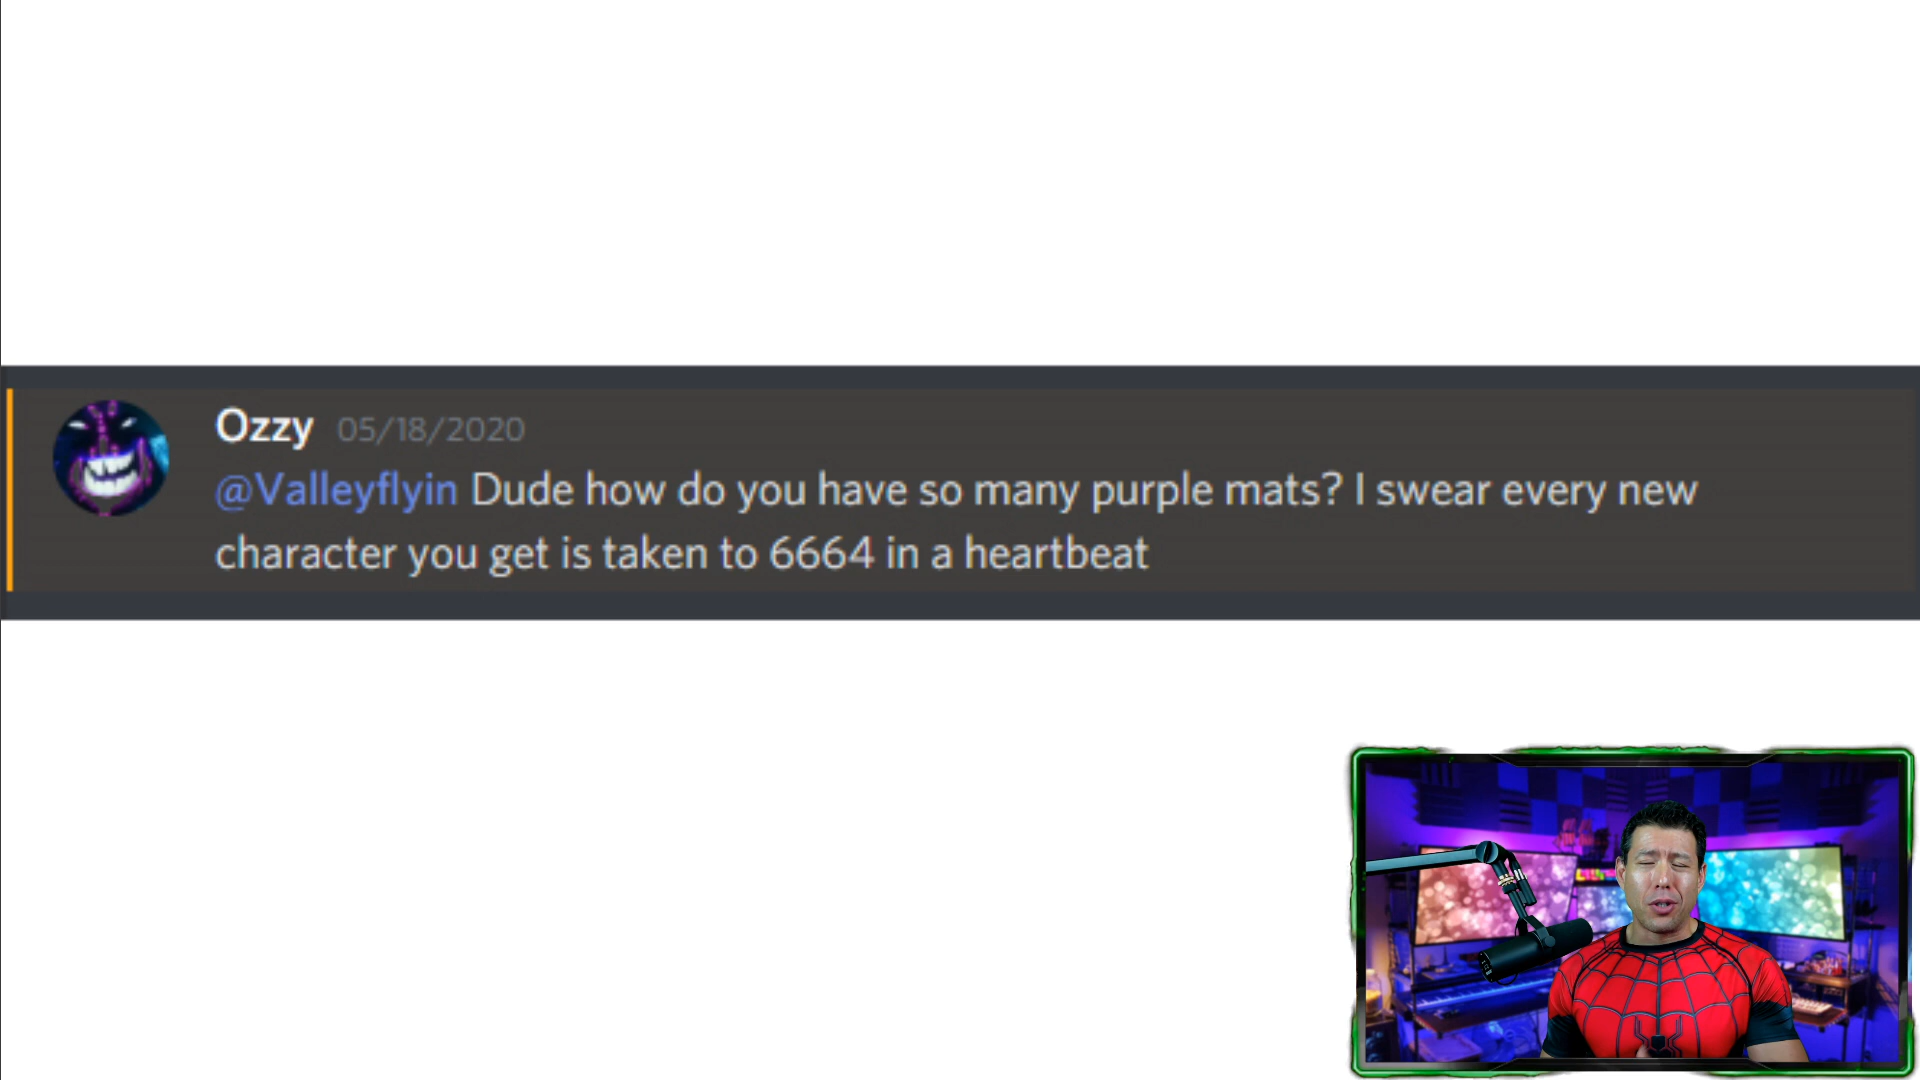 Ozzy 05/18/2020
@Valleyflyin Dude how do you have so many purple mats? I swear every new
character you get is taken to 6664 in a heartbeat